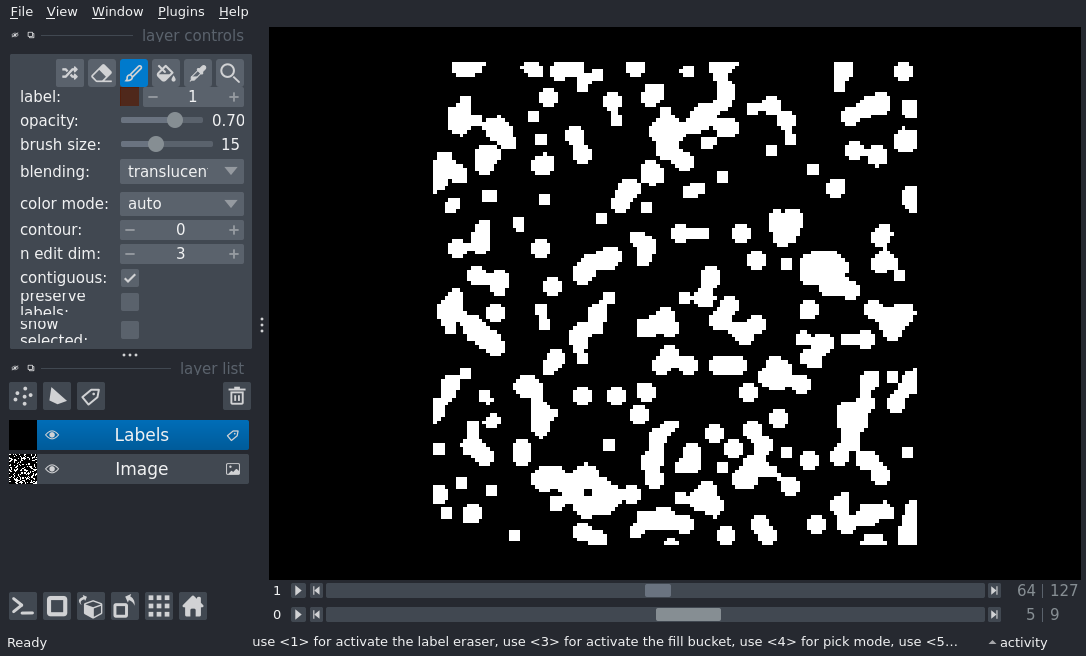 File View Window Plugins Help
layer controls
label: 1
opacity: 0.70
brush size: 15
blending: translucen
color mode: auto
contour: 0
n edit dim: 3
contiguous:
preserve
labels:
show
selected:
layer list
Labels
Image
1 64 127
0 5 9
Ready use <1> for activate the label eraser, use <3> for activate the fill bucket, use <4> for pick mode, use <5... activity